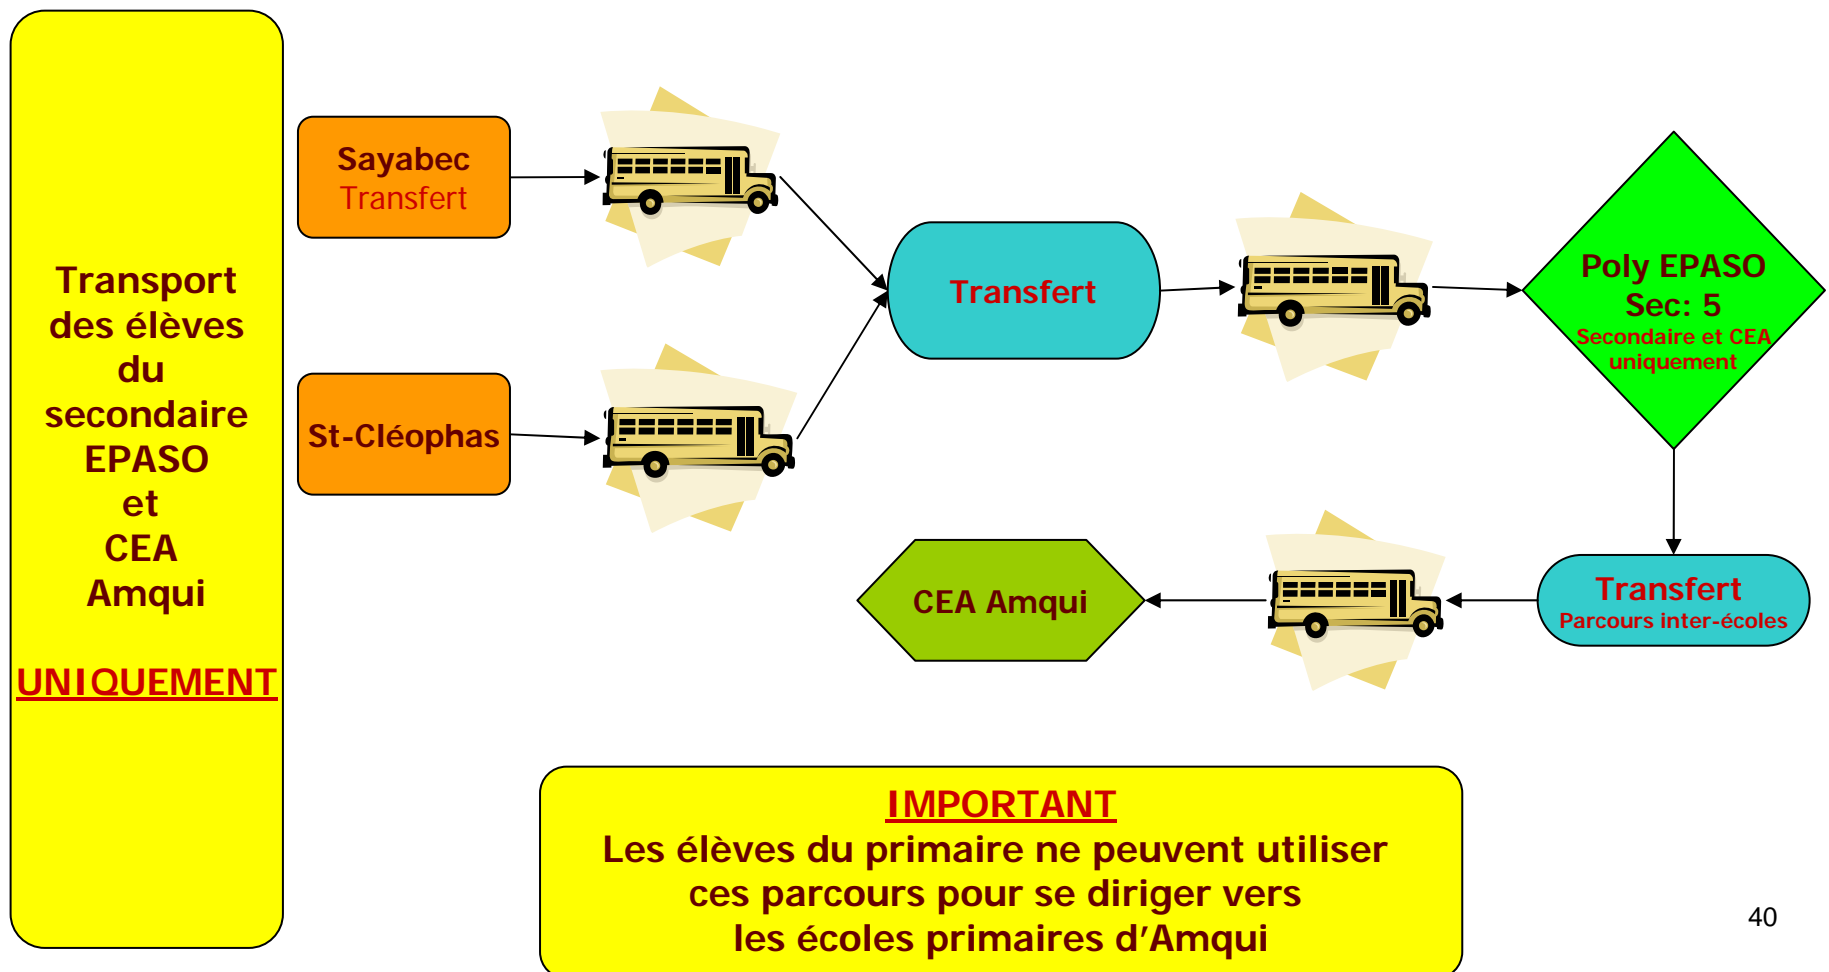 Transport
des élèves
du
secondaire
EPASO
et
CEA
Amqui
UNIQUEMENT
Sayabec
Transfert
St-Cléophas
Transfert
Poly EPASO
Sec: 5
Secondaire et CEA
uniquement
Transfert
Parcours inter-écoles
CEA Amqui
IMPORTANT
Les élèves du primaire ne peuvent utiliser
ces parcours pour se diriger vers
les écoles primaires d'Amqui
40